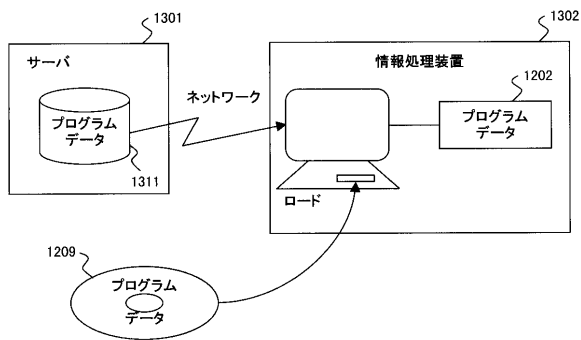 1301
サーバ
プログラム
データ
1311
ネットワーク
1302
情報処理装置
1202
プログラム
データ
ロード
1209
プログラム
データ